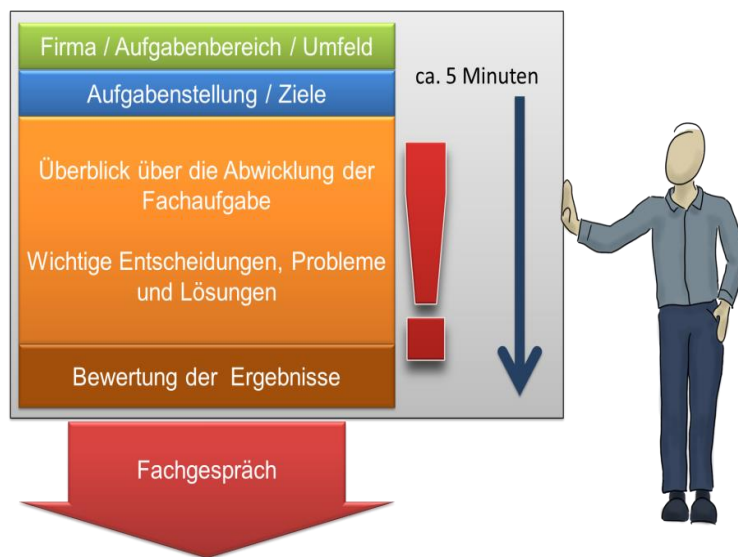 Firma / Aufgabenbereich / Umfeld
ca. 5 Minuten
Aufgabenstellung / Ziele
Überblick über die Abwicklung der
Fachaufgabe
Wichtige Entscheidungen, Probleme
und Lösungen
!
Bewertung der Ergebnisse
Fachgespräch